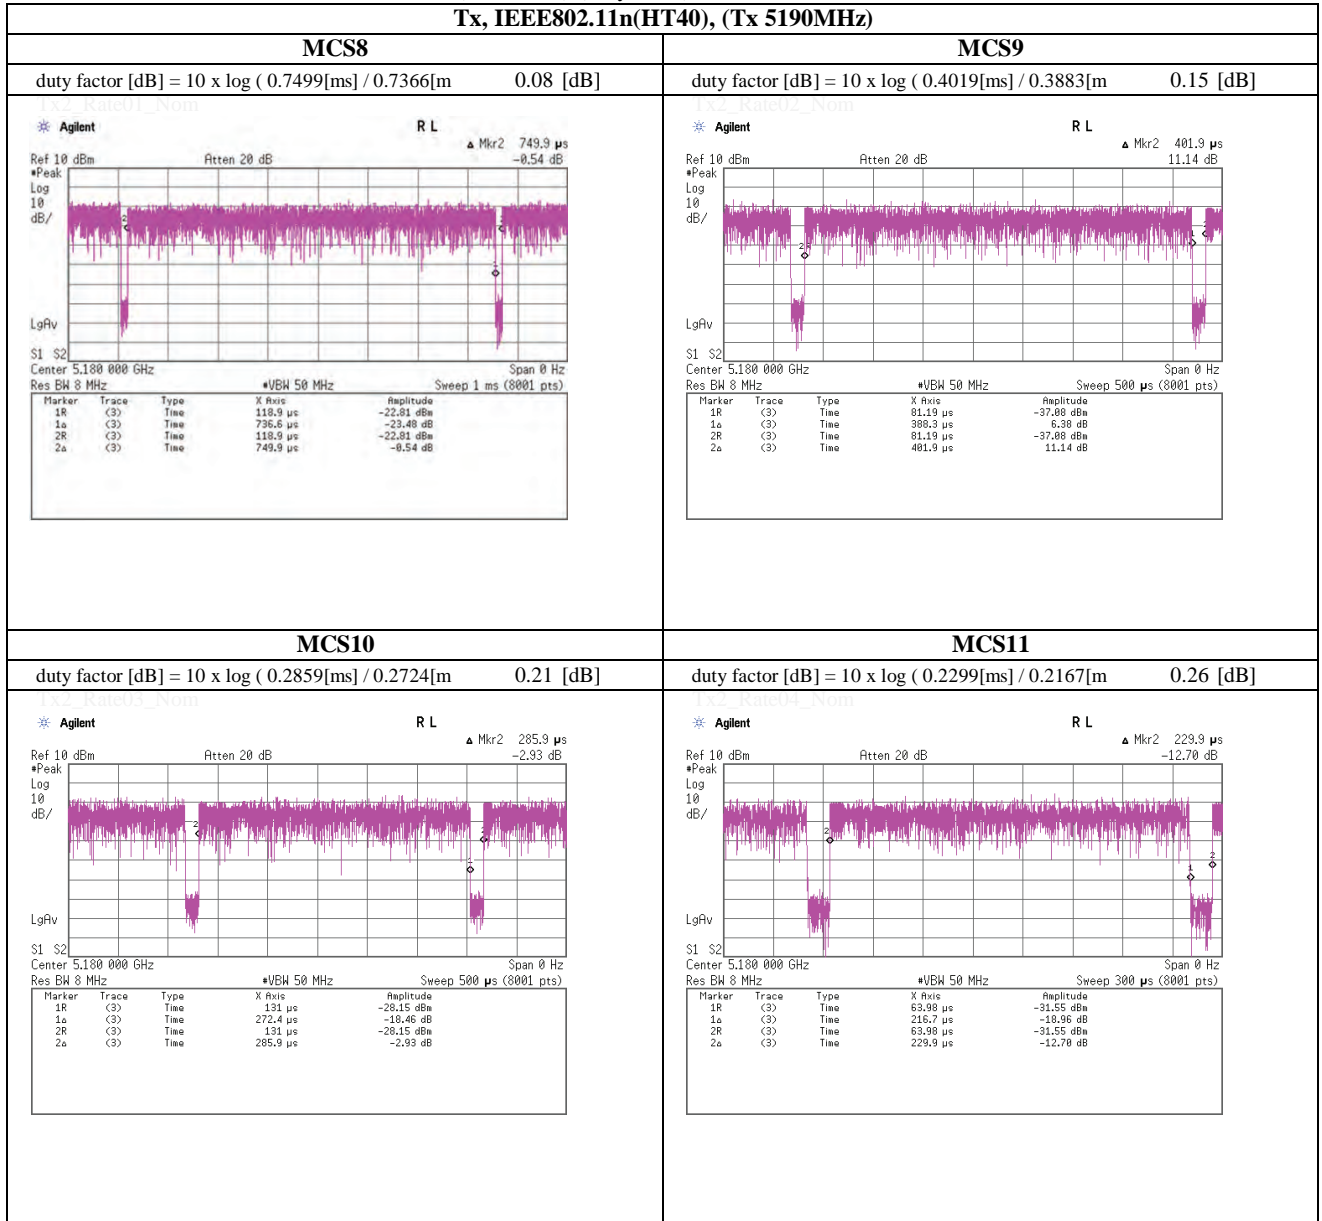 Tx, IEEE802.11n(HT40), (Tx 5190MHz)
MCS8
duty factor [dB] = 10 x log ( 0.7499[ms] / 0.7366[m 0.08 [dB]
Tx2_Rate01_Nom
Agilent R L
Δ Mkr2 749.9 µs
Ref 10 dBm Atten 20 dB -0.54 dB
#Peak
Log
10
dB/
2
2
1
LgAv
S1 S2
Center 5.180 000 GHz Span 0 Hz
Res BW 8 MHz #VBW 50 MHz Sweep 1 ms (8001 pts)
Marker Trace Type X Axis Amplitude
1R (3) Time 118.9 µs -22.81 dBm
1Δ (3) Time 736.6 µs -23.48 dB
2R (3) Time 118.9 µs -22.81 dBm
2Δ (3) Time 749.9 µs -0.54 dB
MCS9
duty factor [dB] = 10 x log ( 0.4019[ms] / 0.3883[m 0.15 [dB]
Tx2_Rate02_Nom
Agilent R L
Δ Mkr2 401.9 µs
Ref 10 dBm Atten 20 dB 11.14 dB
#Peak
Log
10
dB/
2
1
2
LgAv
S1 S2
Center 5.180 000 GHz Span 0 Hz
Res BW 8 MHz #VBW 50 MHz Sweep 500 µs (8001 pts)
Marker Trace Type X Axis Amplitude
1R (3) Time 81.19 µs -37.08 dBm
1Δ (3) Time 388.3 µs 6.38 dB
2R (3) Time 81.19 µs -37.08 dBm
2Δ (3) Time 401.9 µs 11.14 dB
MCS10
duty factor [dB] = 10 x log ( 0.2859[ms] / 0.2724[m 0.21 [dB]
Tx2_Rate03_Nom
Agilent R L
Δ Mkr2 285.9 µs
Ref 10 dBm Atten 20 dB -2.93 dB
#Peak
Log
10
dB/
2
2
1
LgAv
S1 S2
Center 5.180 000 GHz Span 0 Hz
Res BW 8 MHz #VBW 50 MHz Sweep 500 µs (8001 pts)
Marker Trace Type X Axis Amplitude
1R (3) Time 131 µs -28.15 dBm
1Δ (3) Time 272.4 µs -18.46 dB
2R (3) Time 131 µs -28.15 dBm
2Δ (3) Time 285.9 µs -2.93 dB
MCS11
duty factor [dB] = 10 x log ( 0.2299[ms] / 0.2167[m 0.26 [dB]
Tx2_Rate04_Nom
Agilent R L
Δ Mkr2 229.9 µs
Ref 10 dBm Atten 20 dB -12.70 dB
#Peak
Log
10
dB/
2
2
1
LgAv
S1 S2
Center 5.180 000 GHz Span 0 Hz
Res BW 8 MHz #VBW 50 MHz Sweep 300 µs (8001 pts)
Marker Trace Type X Axis Amplitude
1R (3) Time 63.98 µs -31.55 dBm
1Δ (3) Time 216.7 µs -18.96 dB
2R (3) Time 63.98 µs -31.55 dBm
2Δ (3) Time 229.9 µs -12.70 dB